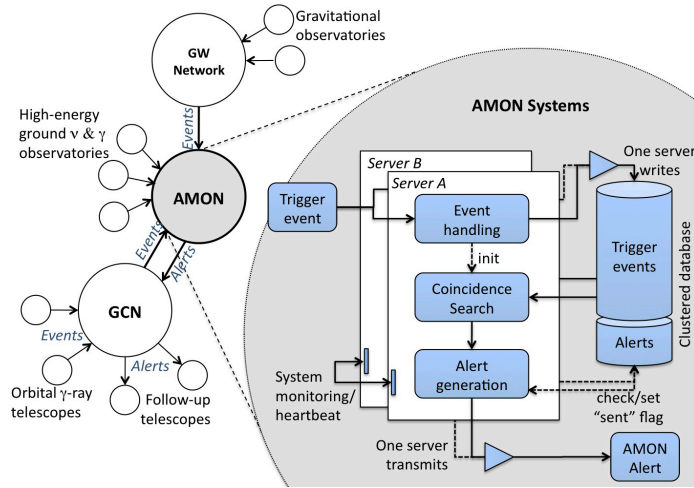 Gravitational
observatories
GW
Network
Events
High-energy
ground ν & γ
observatories
AMON
Events
Alerts
GCN
Events
Alerts
Orbital γ-ray
telescopes
Follow-up
telescopes
AMON Systems
Server B
Server A
One server
writes
Trigger
event
Event
handling
init
Trigger
events
Clustered database
Coincidence
Search
Alerts
Alert
generation
System
monitoring/
heartbeat
check/set
“sent” flag
One server
transmits
AMON
Alert